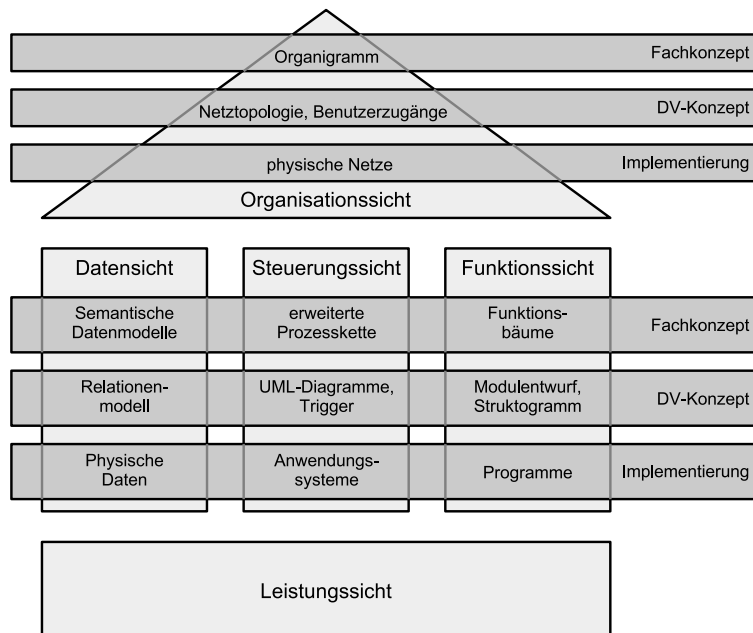 Organigramm
Fachkonzept
Netztopologie, Benutzerzugänge
DV-Konzept
physische Netze
Implementierung
Organisationssicht
Datensicht
Steuerungssicht
Funktionssicht
Semantische
Datenmodelle
erweiterte
Prozesskette
Funktions-
bäume
Fachkonzept
Relationen-
modell
UML-Diagramme,
Trigger
Modulentwurf,
Struktogramm
DV-Konzept
Physische
Daten
Anwendungs-
systeme
Programme
Implementierung
Leistungssicht